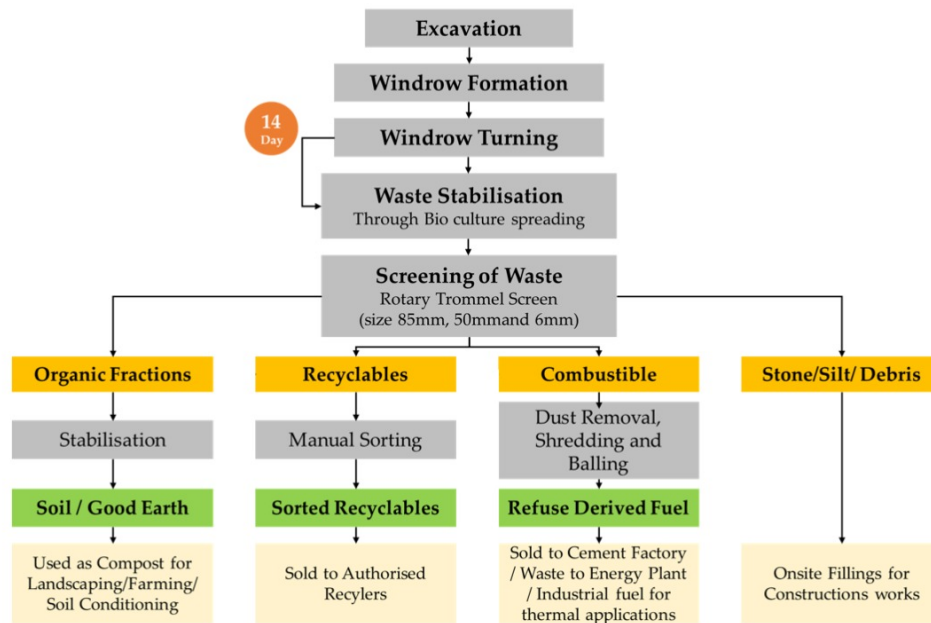 Excavation
Windrow Formation
14
Day
Windrow Turning
Waste Stabilisation
Through Bio culture spreading
Screening of Waste
Rotary Trommel Screen
(size 85mm, 50mmand 6mm)
Organic Fractions
Recyclables
Combustible
Stone/Silt/ Debris
Stabilisation
Manual Sorting
Dust Removal,
Shredding and
Balling
Soil / Good Earth
Sorted Recyclables
Refuse Derived Fuel
Used as Compost for
Landscaping/Farming/
Soil Conditioning
Sold to Authorised
Recylers
Sold to Cement Factory
/ Waste to Energy Plant
/ Industrial fuel for
thermal applications
Onsite Fillings for
Constructions works